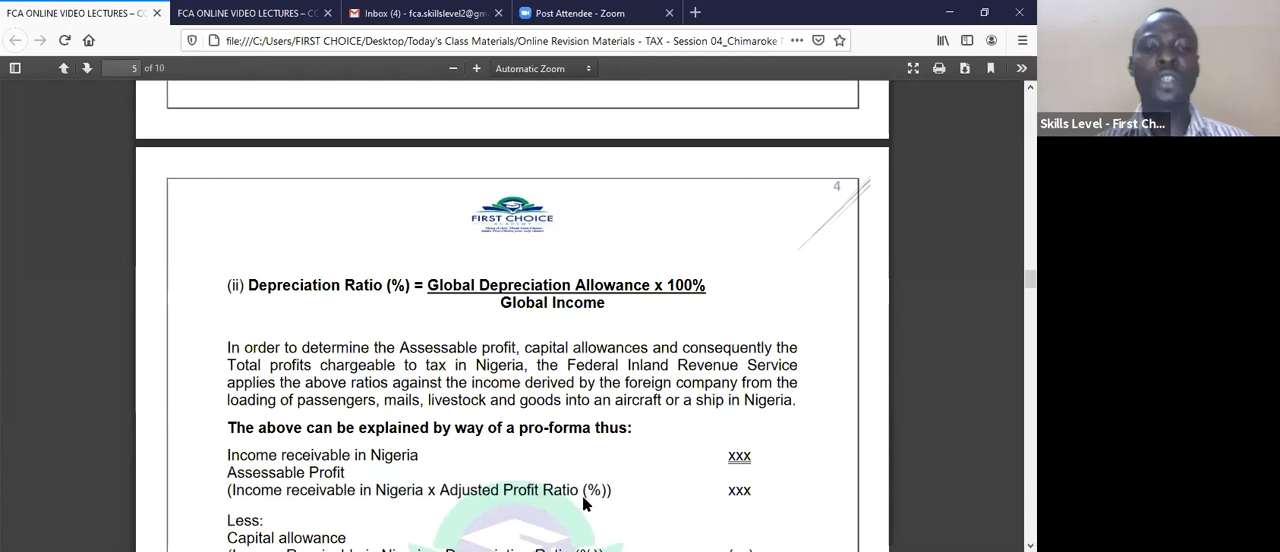 FCA ONLINE VIDEO LECTURES – CC
FCA ONLINE VIDEO LECTURES – CC
Inbox (4) - fca.skillslevel2@gm
Post Attendee - Zoom
file:///C:/Users/FIRST CHOICE/Desktop/Today's Class Materials/Online Revision Materials - TAX - Session 04_Chimaroke
5 of 10
Automatic Zoom
Skills Level - First Ch...
4
FIRST CHOICE
ACADEMY
(ii) Depreciation Ratio (%) = Global Depreciation Allowance x 100%
Global Income
In order to determine the Assessable profit, capital allowances and consequently the
Total profits chargeable to tax in Nigeria, the Federal Inland Revenue Service
applies the above ratios against the income derived by the foreign company from the
loading of passengers, mails, livestock and goods into an aircraft or a ship in Nigeria.
The above can be explained by way of a pro-forma thus:
Income receivable in Nigeria xxx
Assessable Profit
(Income receivable in Nigeria x Adjusted Profit Ratio (%)) xxx
Less:
Capital allowance